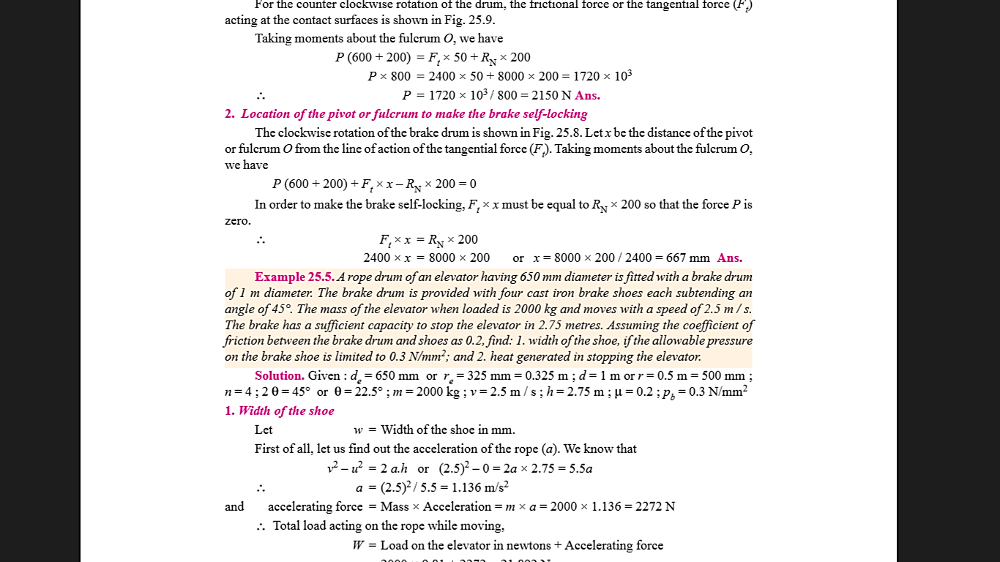 For the counter clockwise rotation of the drum, the frictional force or the tangential force (Fₜ)
acting at the contact surfaces is shown in Fig. 25.9.
Taking moments about the fulcrum O, we have
P (600 + 200) = Fₜ × 50 + R_N × 200
P × 800 = 2400 × 50 + 8000 × 200 = 1720 × 10³
∴ P = 1720 × 10³ / 800 = 2150 N Ans.
2. Location of the pivot or fulcrum to make the brake self-locking
The clockwise rotation of the brake drum is shown in Fig. 25.8. Let x be the distance of the pivot
or fulcrum O from the line of action of the tangential force (Fₜ). Taking moments about the fulcrum O,
we have
P (600 + 200) + Fₜ × x – R_N × 200 = 0
In order to make the brake self-locking, Fₜ × x must be equal to R_N × 200 so that the force P is
zero.
∴ Fₜ × x = R_N × 200
2400 × x = 8000 × 200 or x = 8000 × 200 / 2400 = 667 mm Ans.
Example 25.5. A rope drum of an elevator having 650 mm diameter is fitted with a brake drum
of 1 m diameter. The brake drum is provided with four cast iron brake shoes each subtending an
angle of 45°. The mass of the elevator when loaded is 2000 kg and moves with a speed of 2.5 m / s.
The brake has a sufficient capacity to stop the elevator in 2.75 metres. Assuming the coefficient of
friction between the brake drum and shoes as 0.2, find: 1. width of the shoe, if the allowable pressure
on the brake shoe is limited to 0.3 N/mm²; and 2. heat generated in stopping the elevator.
Solution. Given : dₑ = 650 mm or rₑ = 325 mm = 0.325 m ; d = 1 m or r = 0.5 m = 500 mm ;
n = 4 ; 2 θ = 45° or θ = 22.5° ; m = 2000 kg ; v = 2.5 m / s ; h = 2.75 m ; μ = 0.2 ; p_b = 0.3 N/mm²
1. Width of the shoe
Let w = Width of the shoe in mm.
First of all, let us find out the acceleration of the rope (a). We know that
v² – u² = 2 a.h or (2.5)² – 0 = 2a × 2.75 = 5.5a
∴ a = (2.5)² / 5.5 = 1.136 m/s²
and accelerating force = Mass × Acceleration = m × a = 2000 × 1.136 = 2272 N
∴ Total load acting on the rope while moving,
W = Load on the elevator in newtons + Accelerating force